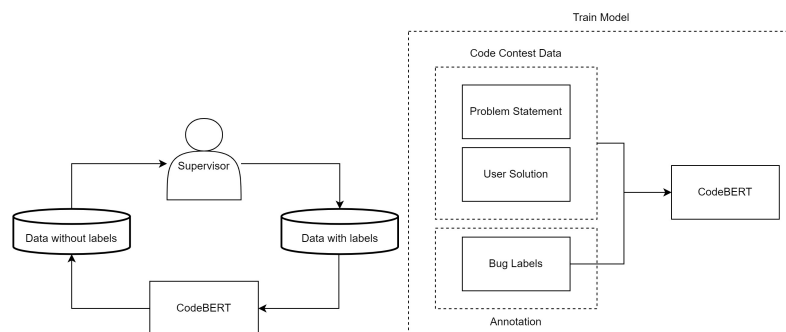 Train Model
Code Contest Data
Problem Statement
Supervisor
User Solution
CodeBERT
Data without labels
Data with labels
Bug Labels
CodeBERT
Annotation